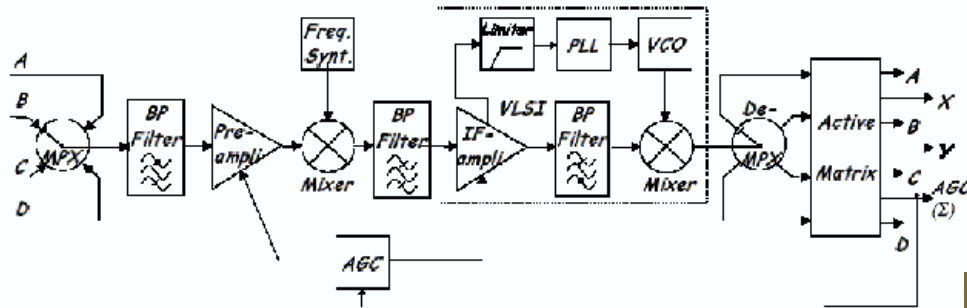 A
B
C
D
MPX
BP
Filter
Pre-
ampli
Freq.
Synt.
Mixer
BP
Filter
Limiter
PLL
VCO
VLSI
IF-
ampli
BP
Filter
Mixer
De-
MPX
Active
Matrix
A
X
B
Y
C
AGC
(Σ)
D
AGC